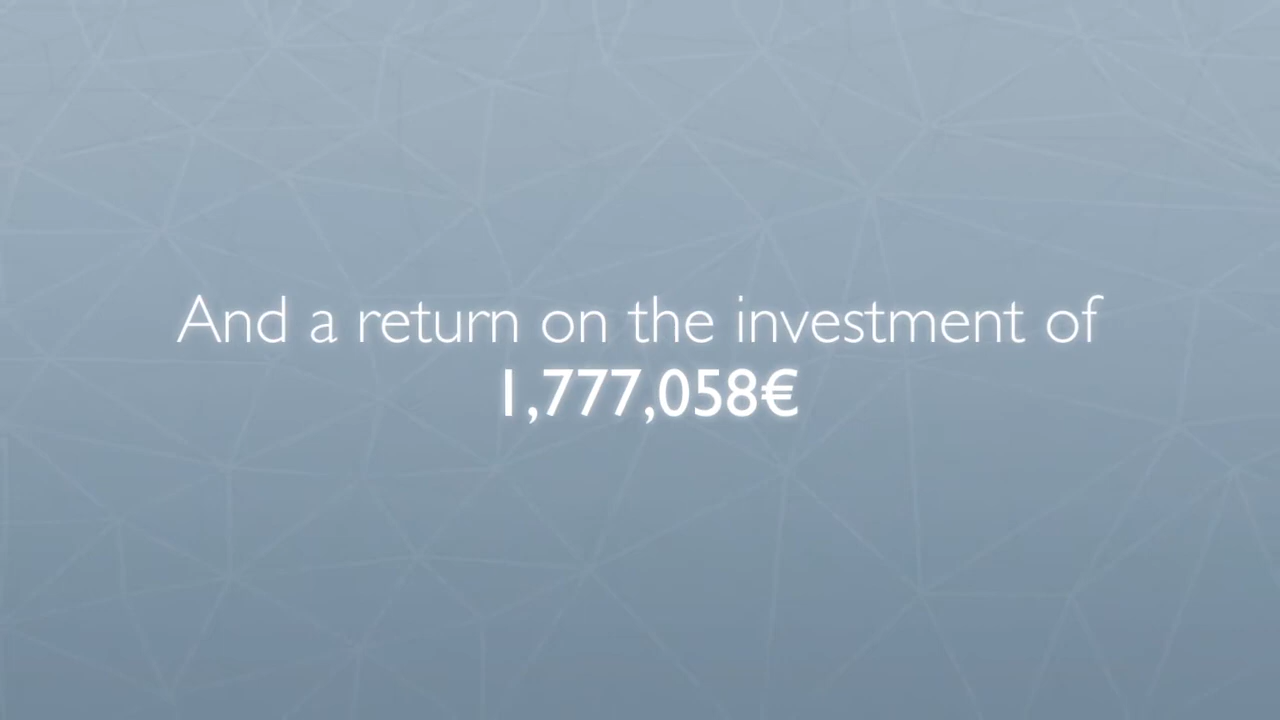 And a return on the investment of
1,777,058€